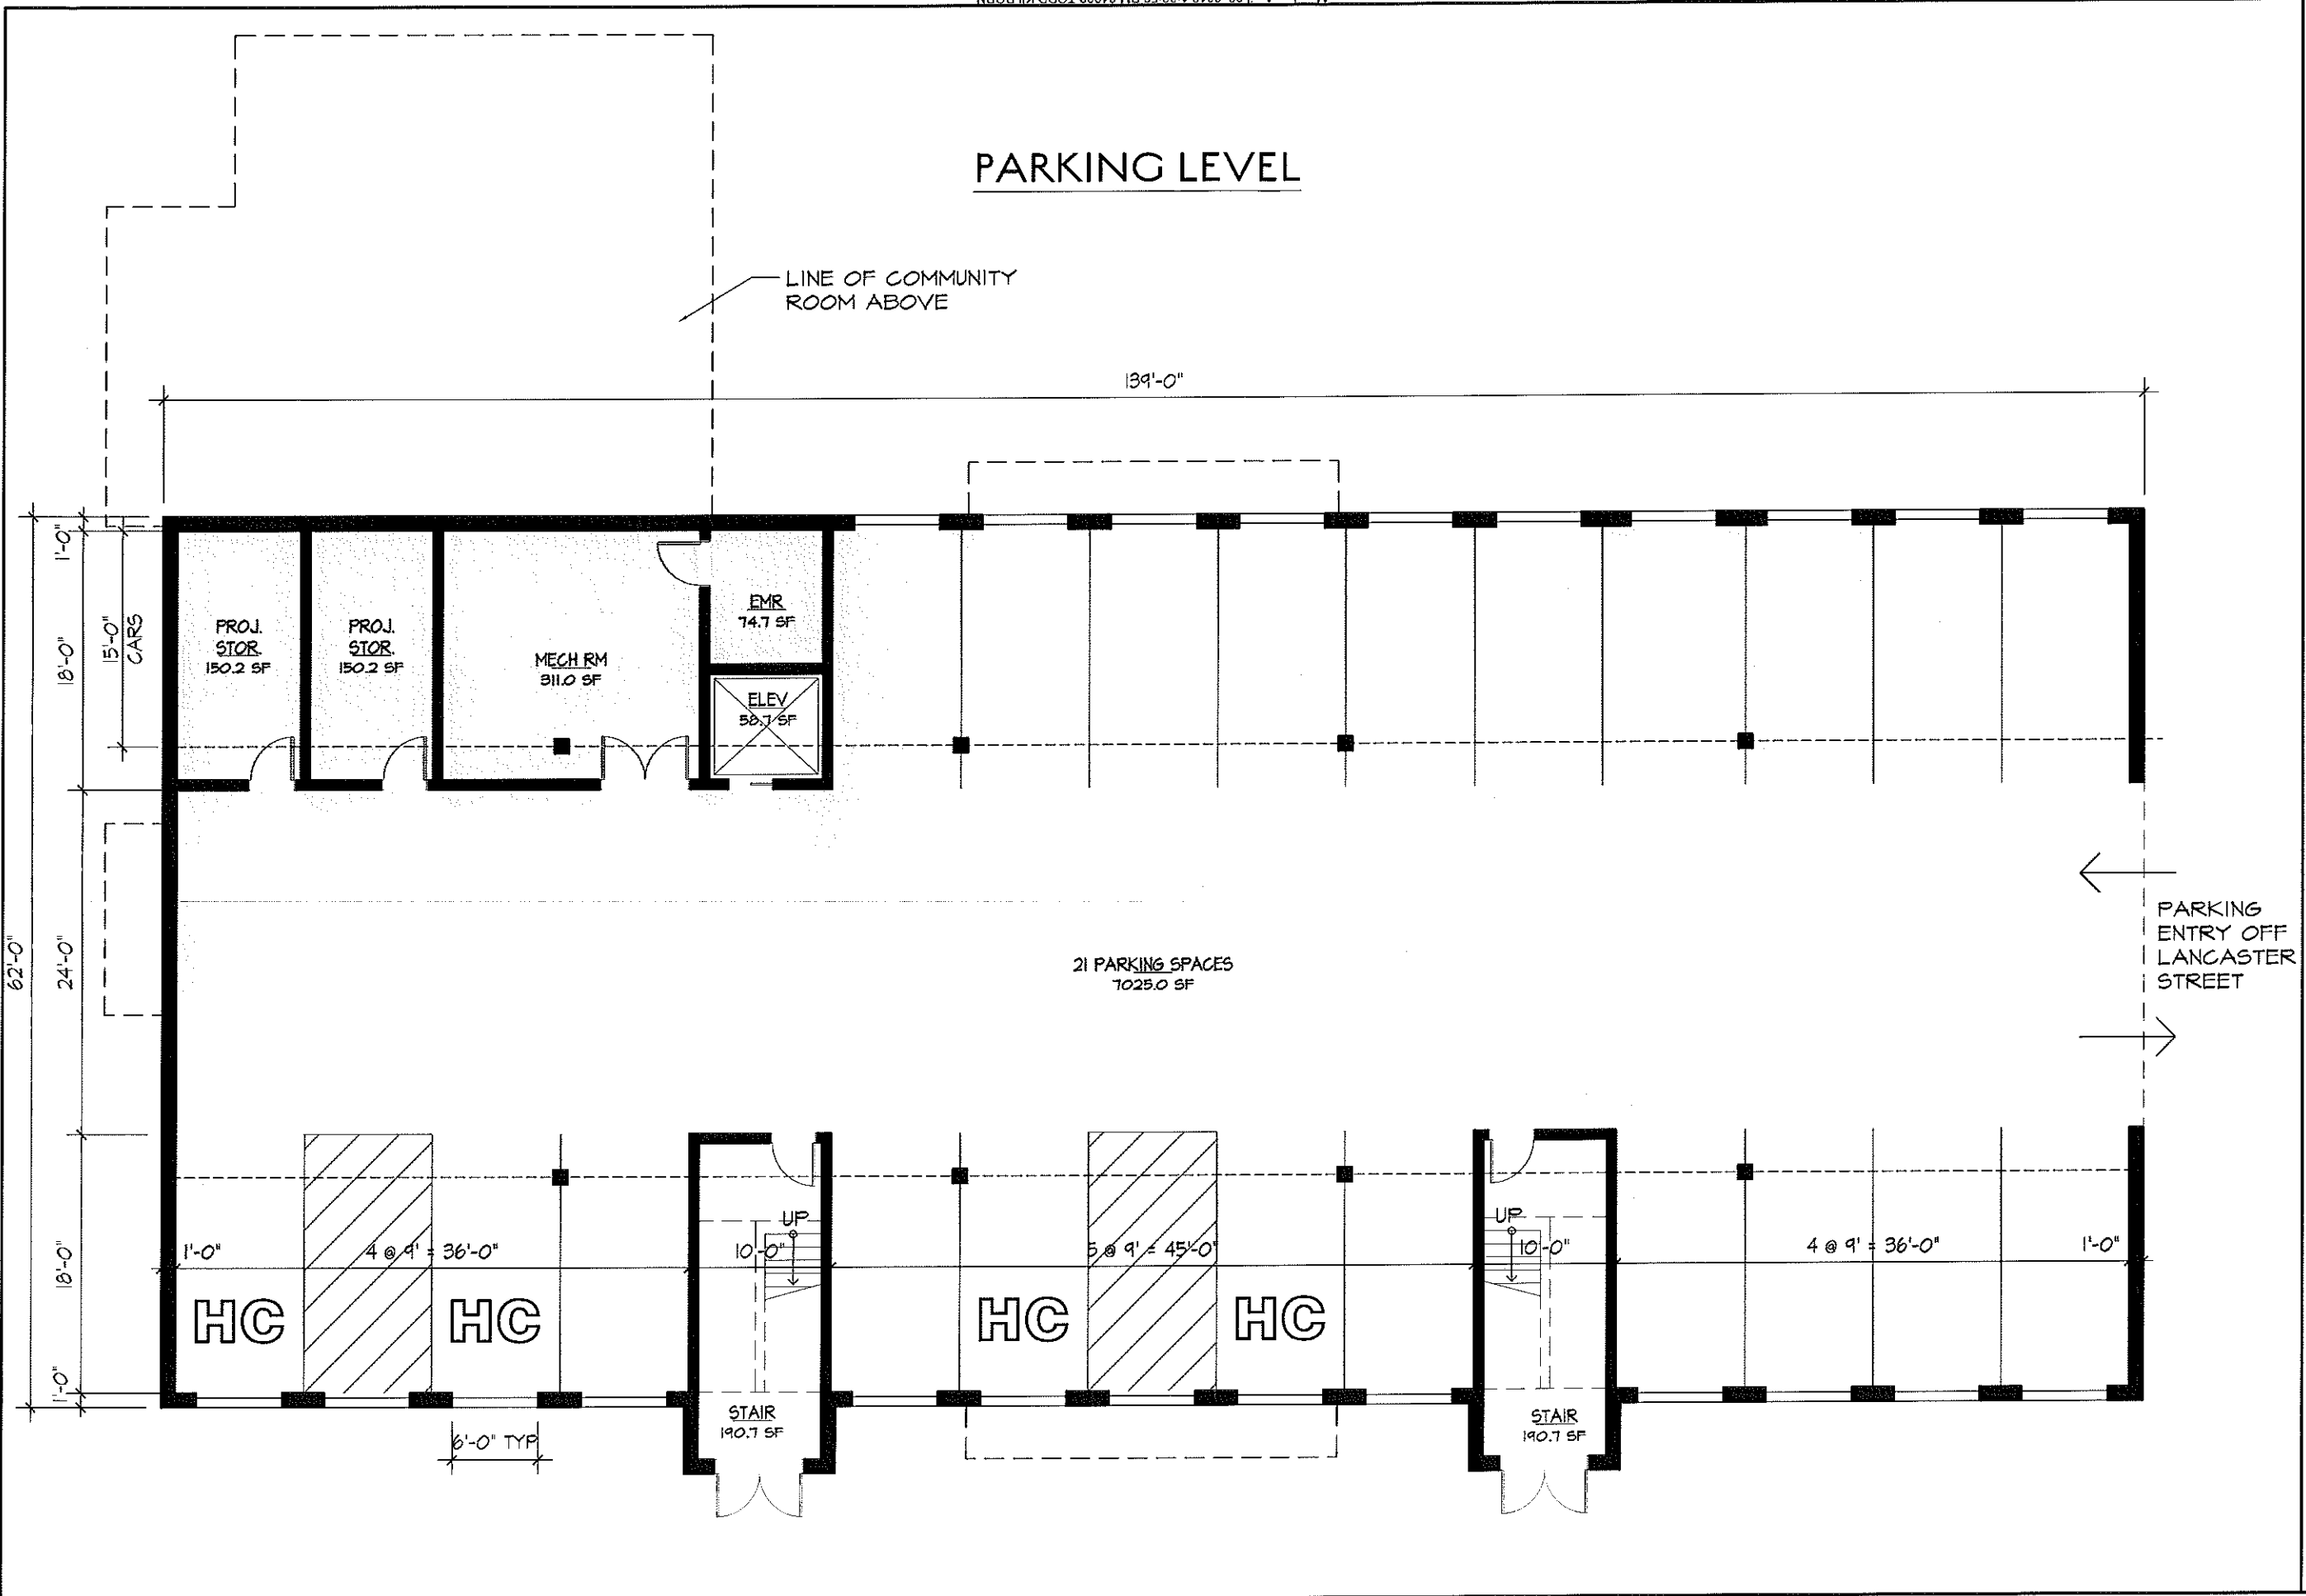 PARKING LEVEL
LINE OF COMMUNITY
ROOM ABOVE
139'-0"
1'-0"
18'-0"
15'-0"
CARS
62'-0"
24'-0"
18'-0"
1'-0"
PROJ.
STOR.
150.2 SF
PROJ.
STOR.
150.2 SF
MECH RM
311.0 SF
EMR
74.7 SF
ELEV
58.7 SF
21 PARKING SPACES
7025.0 SF
PARKING
ENTRY OFF
LANCASTER
STREET
1'-0"
4 @ 9' = 36'-0"
UP
10'-0"
5 @ 9' = 45'-0"
UP
10'-0"
4 @ 9' = 36'-0"
1'-0"
HC
HC
HC
HC
STAIR
190.7 SF
STAIR
190.7 SF
6'-0" TYP